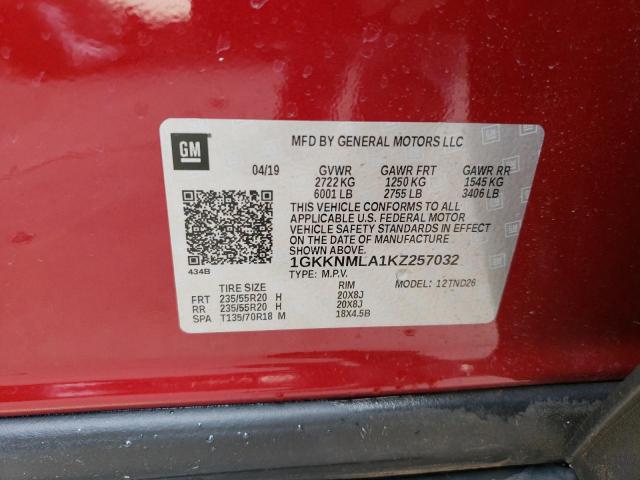 GM
MFD BY GENERAL MOTORS LLC
04/19 GVWR GAWR FRT GAWR RR
2722 KG 1250 KG 1545 KG
6001 LB 2755 LB 3406 LB
THIS VEHICLE CONFORMS TO ALL
APPLICABLE U.S. FEDERAL MOTOR
VEHICLE SAFETY STANDARDS IN
EFFECT ON THE DATE OF MANUFACTURE
SHOWN ABOVE.
434B
1GKKNMLA1KZ257032
TYPE: M.P.V. MODEL: 12TND26
TIRE SIZE RIM
FRT 235/55R20 H 20X8J
RR 235/55R20 H 20X8J
SPA T135/70R18 M 18X4.5B